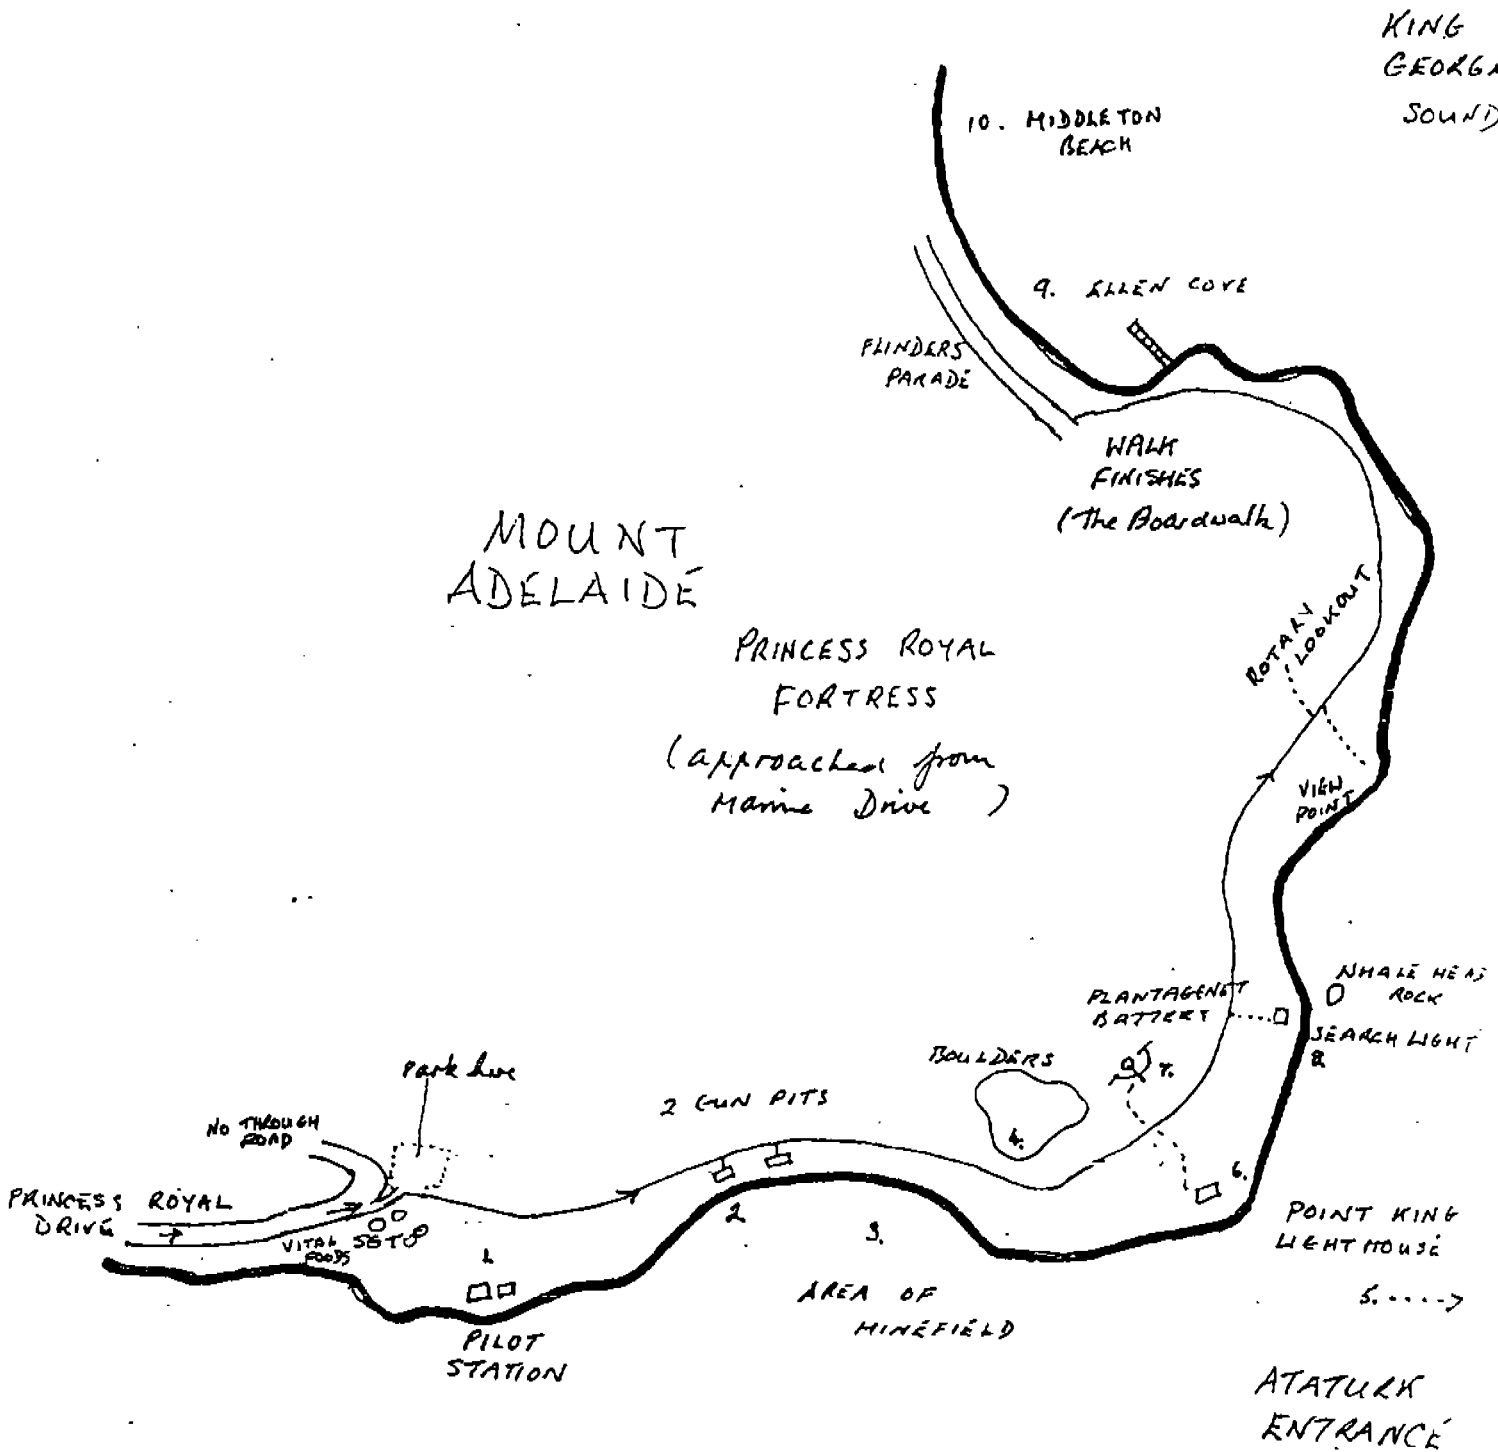 KING
GEORGE
SOUND
10. MIDDLETON
BEACH
9. ELLEN COVE
FLINDERS
PARADE
WALK
FINISHES
(The Boardwalk)
MOUNT
ADELAIDE
ROTARY
LOOKOUT
PRINCESS ROYAL
FORTRESS
(approached from
Marine Drive )
VIEW
POINT
WHALE HEAD
ROCK
PLANTAGENET
BATTERY
SEARCH LIGHT
8
BOULDERS
7.
4.
Park here
2 GUN PITS
NO THROUGH
ROAD
6.
PRINCESS ROYAL
DRIVE
VITAL
FOODS
2.
3.
1.
POINT KING
LIGHTHOUSE
5.
AREA OF
MINEFIELD
PILOT
STATION
ATATURK
ENTRANCE